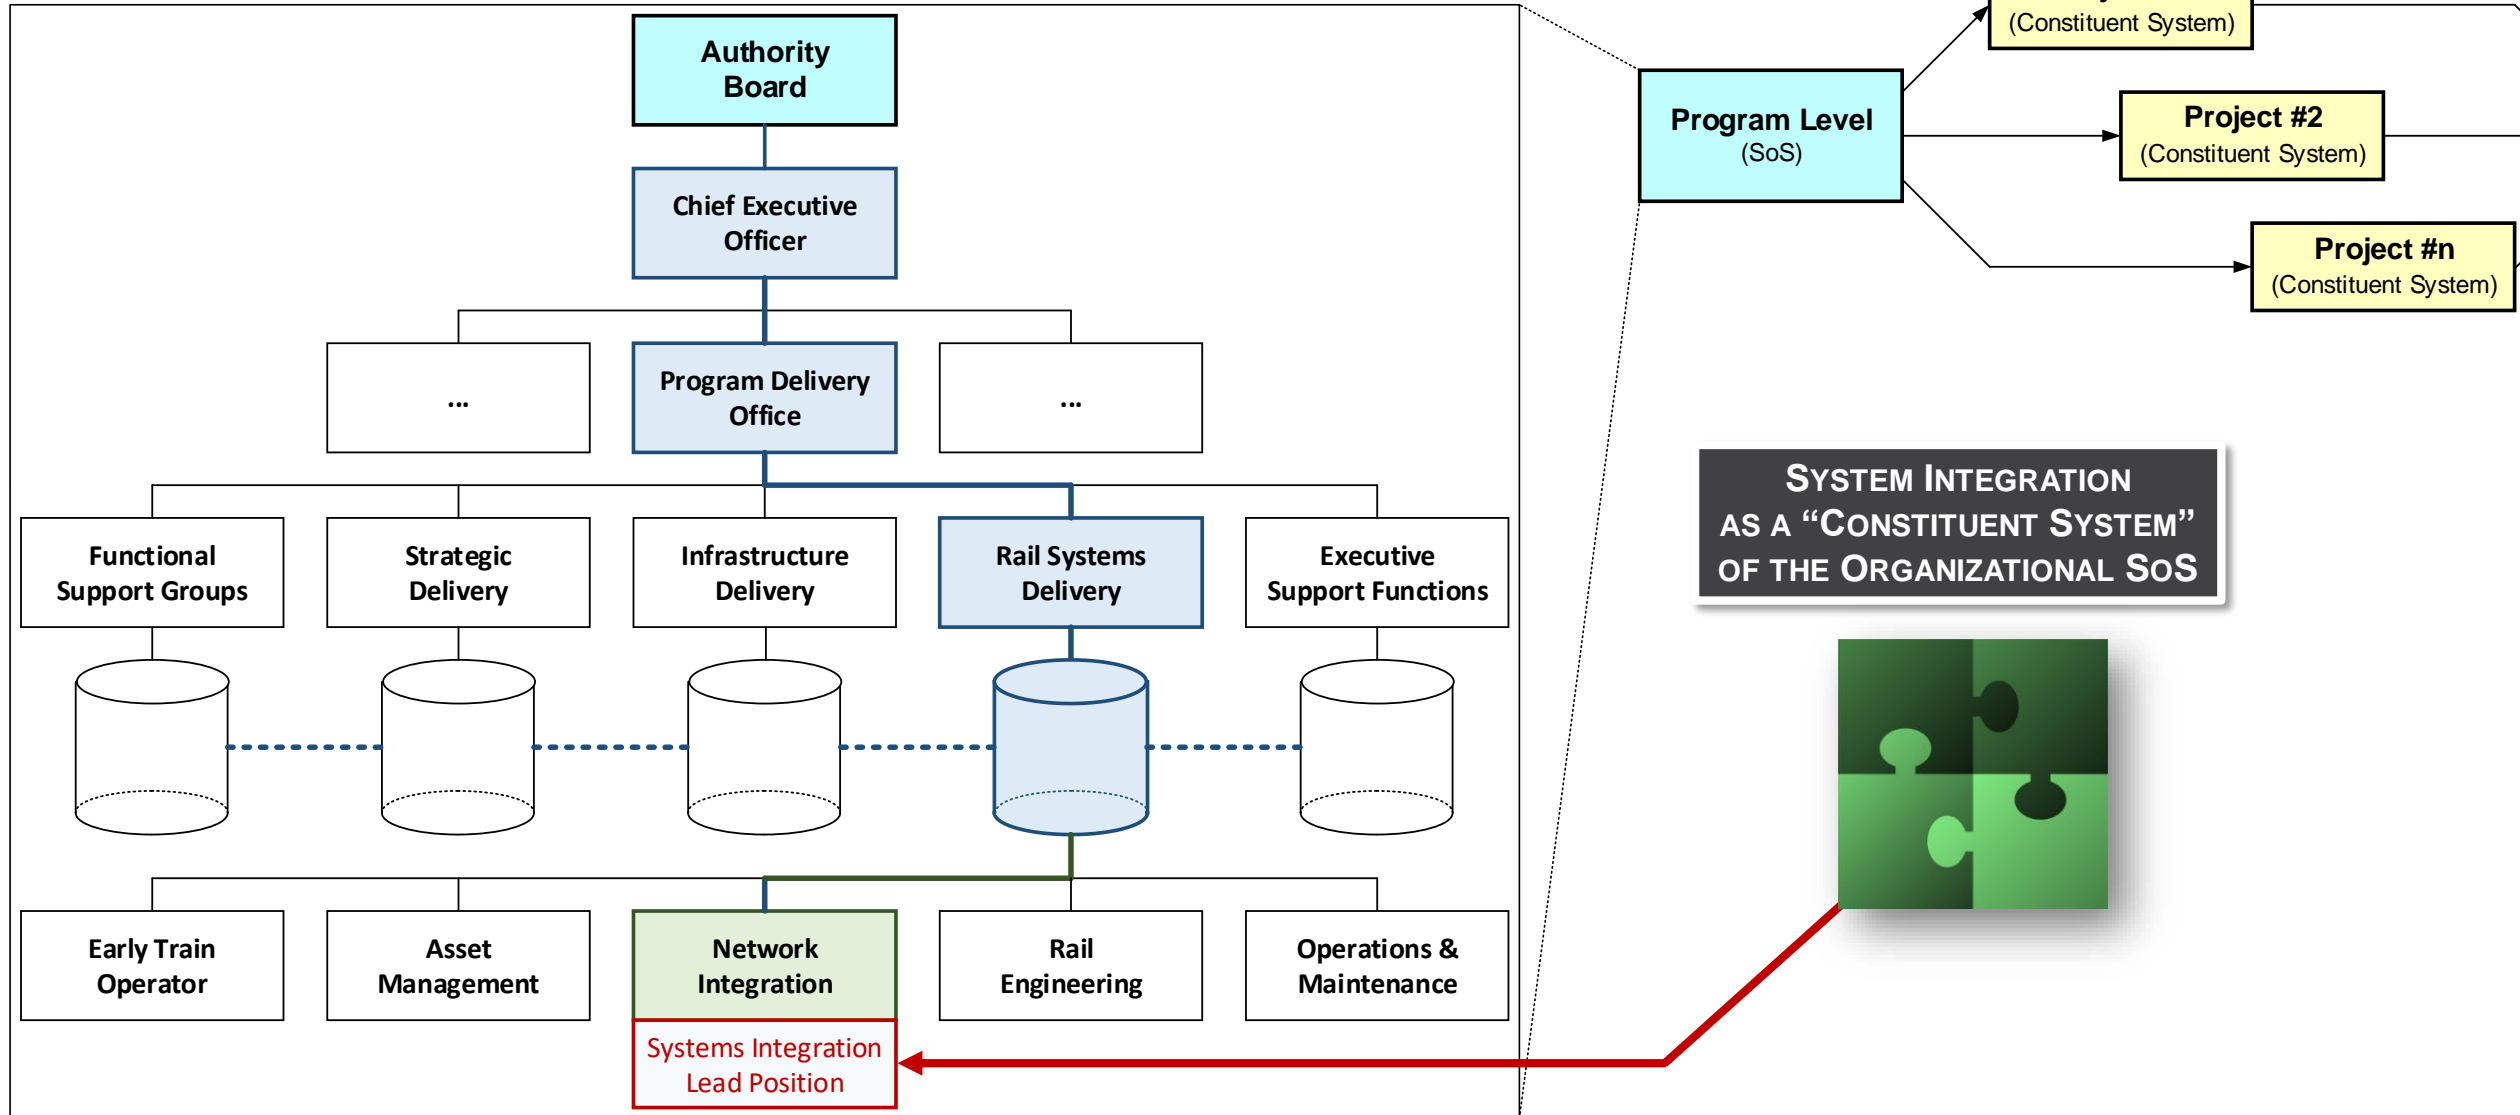 Authority
Board
Chief Executive
Officer
...
Program Delivery
Office
...
Functional
Support Groups
Strategic
Delivery
Infrastructure
Delivery
Rail Systems
Delivery
Executive
Support Functions
Early Train
Operator
Asset
Management
Network
Integration
Rail
Engineering
Operations &
Maintenance
Systems Integration
Lead Position
Program Level
(SoS)
(Constituent System)
Project #2
(Constituent System)
Project #n
(Constituent System)
SYSTEM INTEGRATION
AS A “CONSTITUENT SYSTEM”
OF THE ORGANIZATIONAL SOS